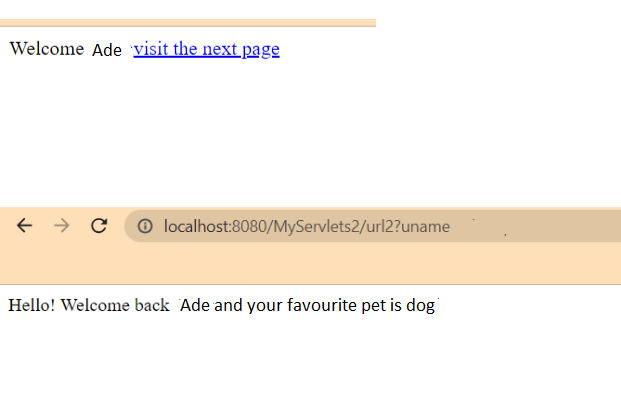 Welcome Ade visit the next page
localhost:8080/MyServlets2/url2?uname
Hello! Welcome back Ade and your favourite pet is dog